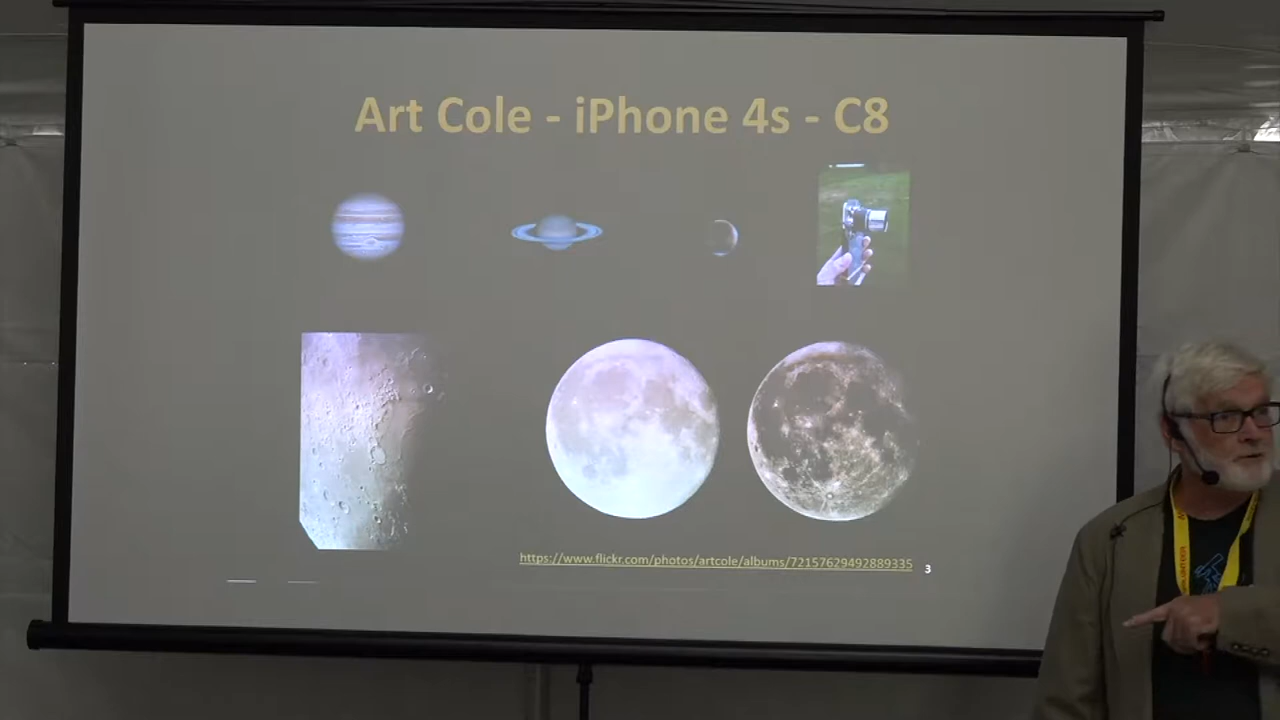 Art Cole - iPhone 4s - C8
https://www.flickr.com/photos/artcole/albums/72157629492889335
3